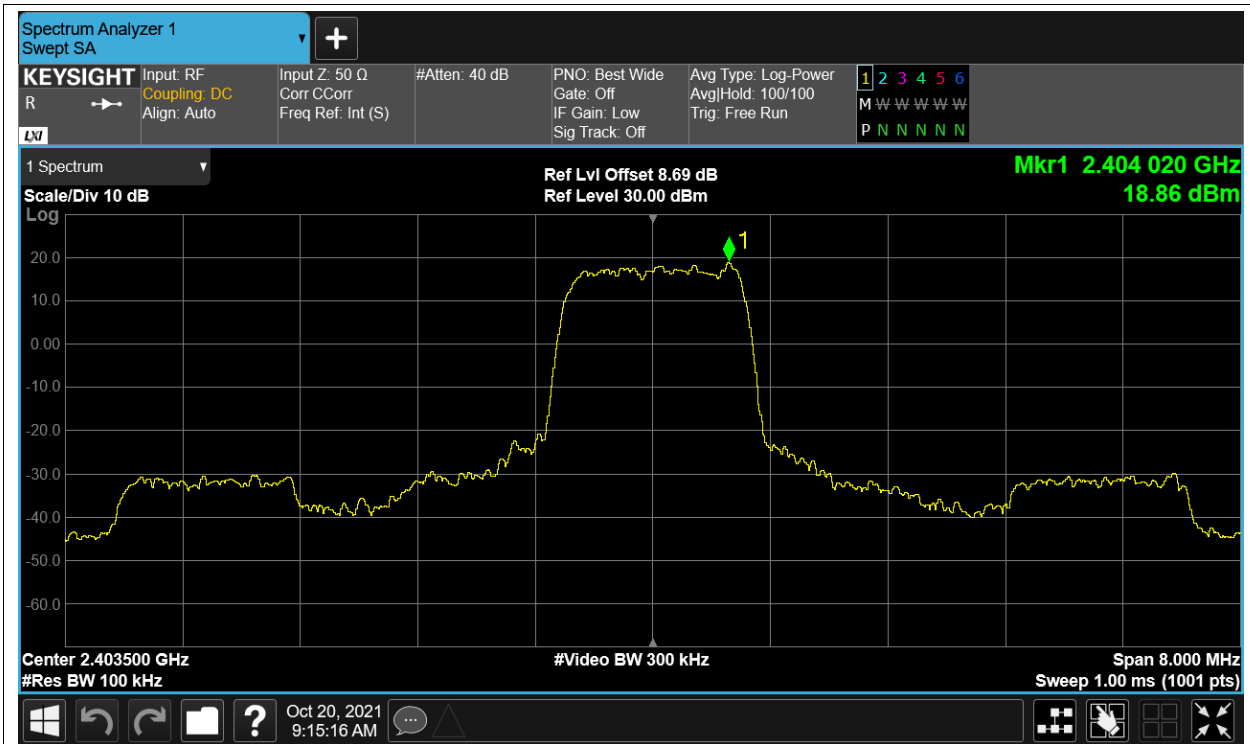 Spectrum Analyzer 1
Swept SA
+
KEYSIGHT
R
LXI
Input: RF
Coupling: DC
Align: Auto
Input Z: 50 Ω
Corr CCorr
Freq Ref: Int (S)
#Atten: 40 dB
PNO: Best Wide
Gate: Off
IF Gain: Low
Sig Track: Off
Avg Type: Log-Power
Avg|Hold: 100/100
Trig: Free Run
1 2 3 4 5 6
M W W W W W
P N N N N N
1 Spectrum
Scale/Div 10 dB
Log
Ref Lvl Offset 8.69 dB
Ref Level 30.00 dBm
Mkr1 2.404 020 GHz
18.86 dBm
1
20.0
10.0
0.00
-10.0
-20.0
-30.0
-40.0
-50.0
-60.0
Center 2.403500 GHz
#Res BW 100 kHz
#Video BW 300 kHz
Span 8.000 MHz
Sweep 1.00 ms (1001 pts)
?
Oct 20, 2021
9:15:16 AM